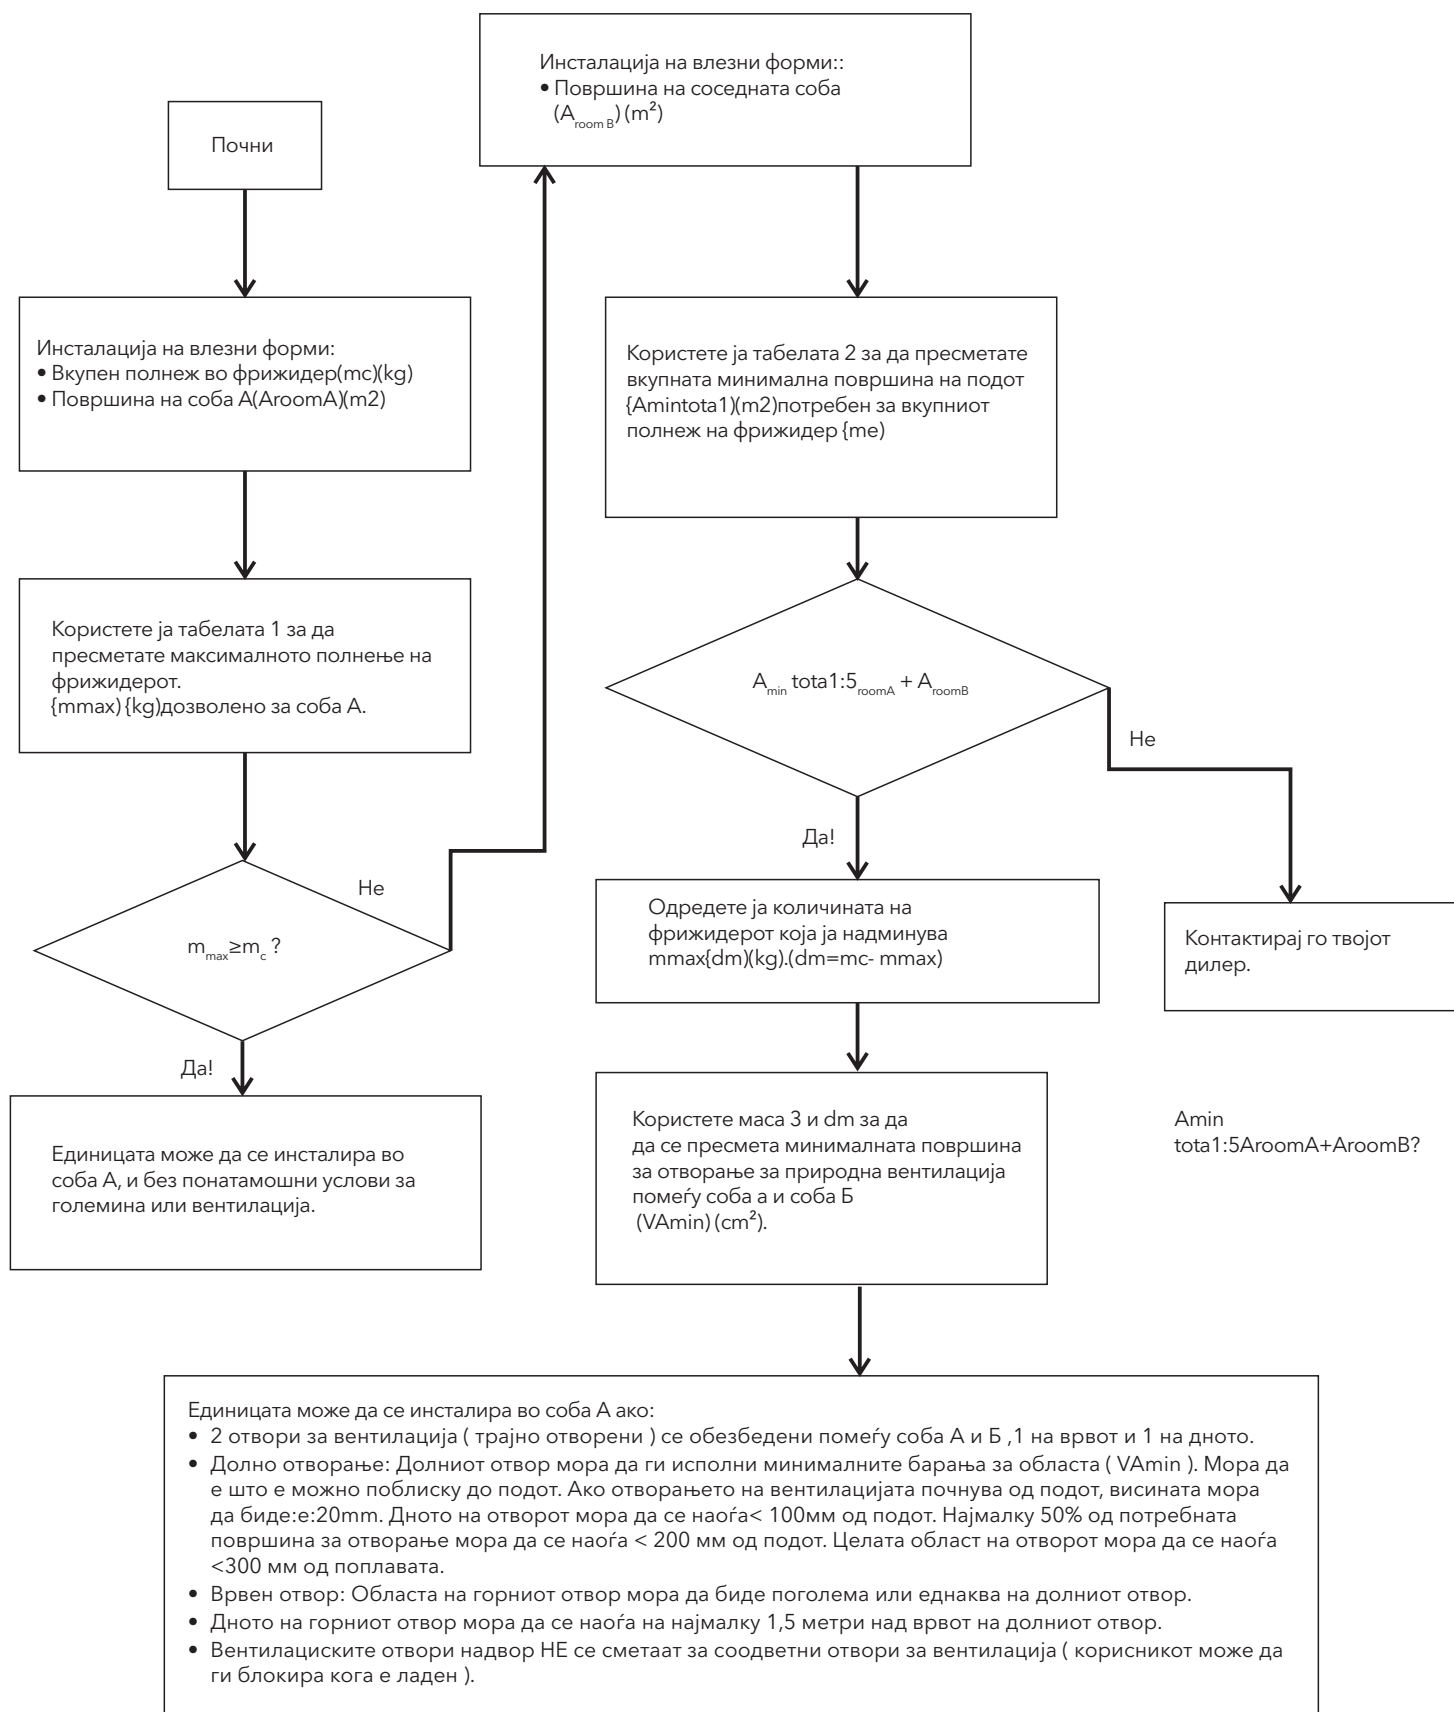 Почни
Инсталација на влезни форми:
• Вкупен полнеж во фрижидер(mc)(kg)
• Површина на соба A(AroomA)(m2)
Користете ја табелата 1 за да
пресметате максималното полнење на
фрижидерот.
{mmax) {kg)дозволено за соба А.
m_max≥m_c ?
Не
Да!
Единицата може да се инсталира во
соба А, и без понатамошни услови за
големина или вентилација.
Инсталација на влезни форми::
• Површина на соседната соба
(A_room B) (m²)
Користете ја табелата 2 за да пресметате
вкупната минимална површина на подот
{Amintota1)(m2)потребен за вкупниот
полнеж на фрижидер {me)
A_min tota1:5_roomA + A_roomB
Не
Да!
Одредете ја количината на
фрижидерот која ја надминува
mmax{dm)(kg).(dm=mc- mmax)
Контактирај го твојот
дилер.
Користете маса 3 и dm за да
да се пресмета минималната површина
за отворање за природна вентилација
помеѓу соба а и соба Б
(VAmin) (cm²).
Amin
tota1:5AroomA+AroomB?
Единицата може да се инсталира во соба А ако:
• 2 отвори за вентилација ( трајно отворени ) се обезбедени помеѓу соба А и Б ,1 на врвот и 1 на дното.
• Долно отворање: Долниот отвор мора да ги исполни минималните барања за областа ( VAmin ). Мора да
е што е можно поблиску до подот. Ако отворањето на вентилацијата почнува од подот, висината мора
да биде:е:20mm. Дното на отворот мора да се наоѓа< 100мм од подот. Најмалку 50% од потребната
површина за отворање мора да се наоѓа < 200 мм од подот. Целата област на отворот мора да се наоѓа
<300 мм од поплавата.
• Врвен отвор: Областа на горниот отвор мора да биде поголема или еднаква на долниот отвор.
• Дното на горниот отвор мора да се наоѓа на најмалку 1,5 метри над врвот на долниот отвор.
• Вентилациските отвори надвор НЕ се сметаат за соодветни отвори за вентилација ( корисникот може да
ги блокира кога е ладен ).